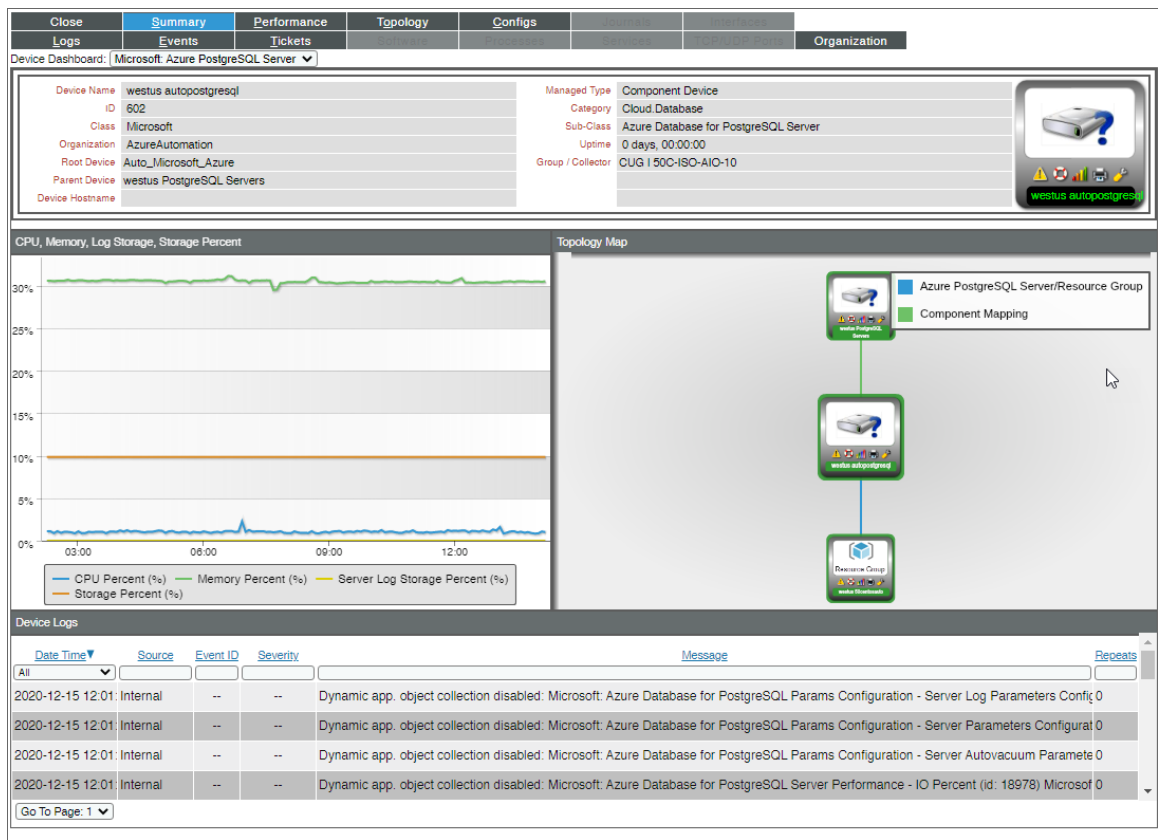 Close Summary Performance Topology Configs Journals Interfaces
Logs Events Tickets Software Processes Services TCP/UDP Ports Organization
Device Dashboard: Microsoft: Azure PostgreSQL Server
Device Name westus autopostgresql Managed Type Component Device
ID 602 Category Cloud.Database
Class Microsoft Sub-Class Azure Database for PostgreSQL Server
Organization AzureAutomation Uptime 0 days, 00:00:00
Root Device Auto_Microsoft_Azure Group / Collector CUG | 50C-ISO-AIO-10
Parent Device westus PostgreSQL Servers
Device Hostname
westus autopostgresql
CPU, Memory, Log Storage, Storage Percent
30%
25%
20%
15%
10%
5%
0%
03:00 06:00 09:00 12:00
CPU Percent (%) Memory Percent (%) Server Log Storage Percent (%)
Storage Percent (%)
Topology Map
Azure PostgreSQL Server/Resource Group
Component Mapping
westus PostgreSQL
Servers
westus autopostgresql
Resource Group
Device Logs
Date Time▼ Source Event ID Severity Message Repeats
All
2020-12-15 12:01: Internal -- -- Dynamic app. object collection disabled: Microsoft: Azure Database for PostgreSQL Params Configuration - Server Log Parameters Config 0
2020-12-15 12:01: Internal -- -- Dynamic app. object collection disabled: Microsoft: Azure Database for PostgreSQL Params Configuration - Server Parameters Configurat 0
2020-12-15 12:01: Internal -- -- Dynamic app. object collection disabled: Microsoft: Azure Database for PostgreSQL Params Configuration - Server Autovacuum Paramete 0
2020-12-15 12:01: Internal -- -- Dynamic app. object collection disabled: Microsoft: Azure Database for PostgreSQL Server Performance - IO Percent (id: 18978) Microsof 0
Go To Page: 1